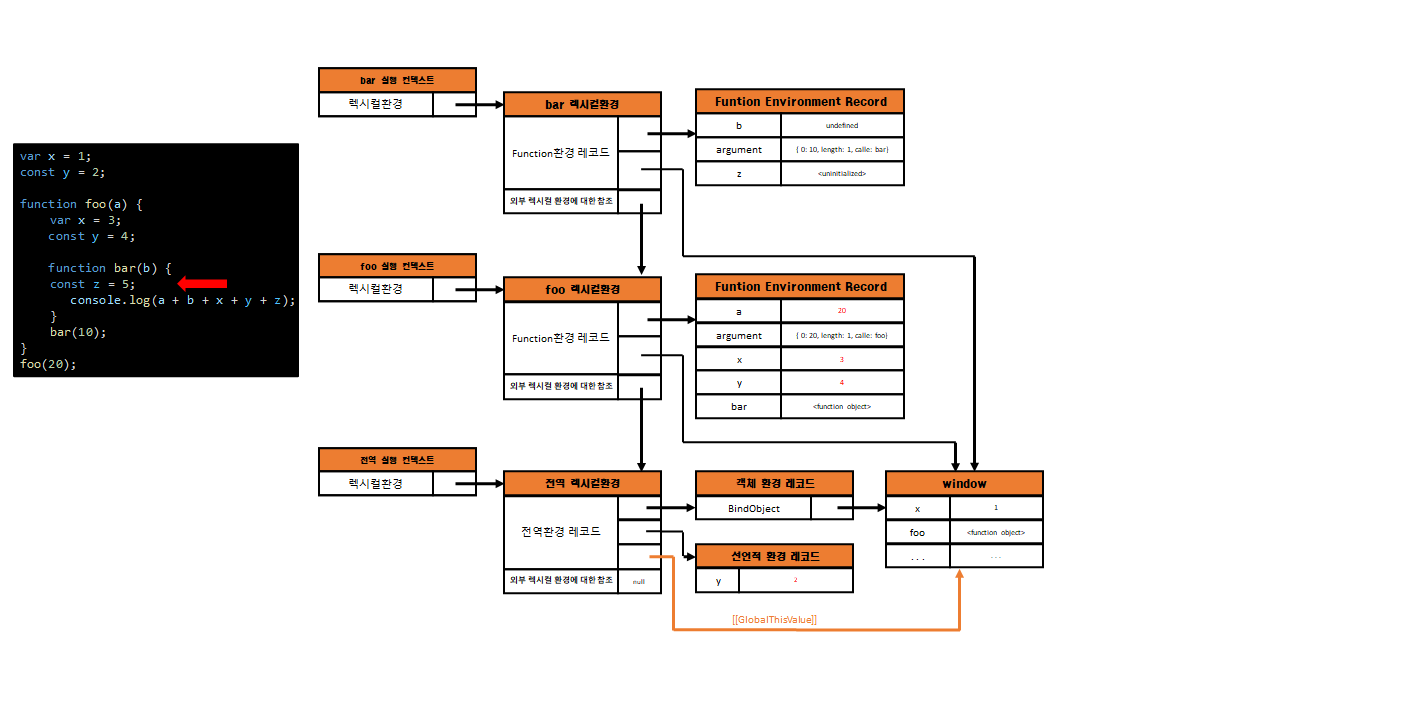 var x = 1;
const y = 2;
function foo(a) {
var x = 3;
const y = 4;
function bar(b) {
const z = 5;
console.log(a + b + x + y + z);
}
bar(10);
}
foo(20);
bar 실행 컨텍스트
렉시컬환경
bar 렉시컬환경
Function환경 레코드
외부 렉시컬 환경에 대한 참조
Funtion Environment Record
b undefined
argument { 0: 10, length: 1, calle: bar}
z <uninitialized>
foo 실행 컨텍스트
렉시컬환경
foo 렉시컬환경
Function환경 레코드
외부 렉시컬 환경에 대한 참조
Funtion Environment Record
a 20
argument { 0: 20, length: 1, calle: foo}
x 3
y 4
bar <function object>
전역 실행 컨텍스트
렉시컬환경
전역 렉시컬환경
전역환경 레코드
외부 렉시컬 환경에 대한 참조 null
객체 환경 레코드
BindObject
선언적 환경 레코드
y 2
window
x 1
foo <function object>
... ...
[[GlobalThisValue]]